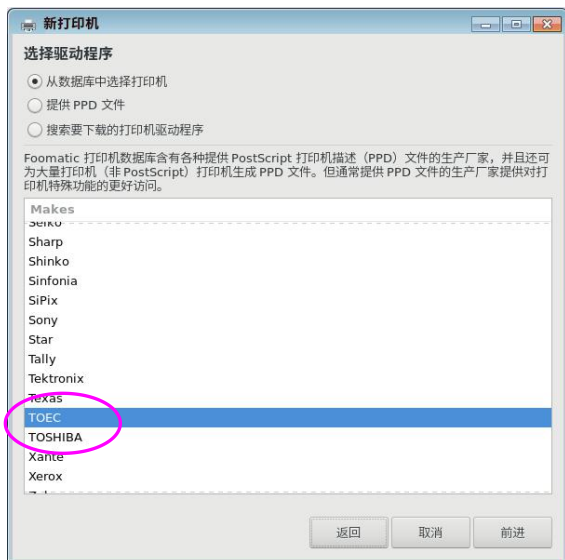 新打印机
选择驱动程序
从数据库中选择打印机
提供 PPD 文件
搜索要下载的打印机驱动程序
Foomatic 打印机数据库含有各种提供 PostScript 打印机描述（PPD）文件的生产厂家，并且还可
为大量打印机（非 PostScript）打印机生成 PPD 文件。但通常提供 PPD 文件的生产厂家提供对打
印机特殊功能的更好访问。
Makes
Seiko
Sharp
Shinko
Sinfonia
SiPix
Sony
Star
Tally
Tektronix
Texas
TOEC
TOSHIBA
Xante
Xerox
返回 取消 前进